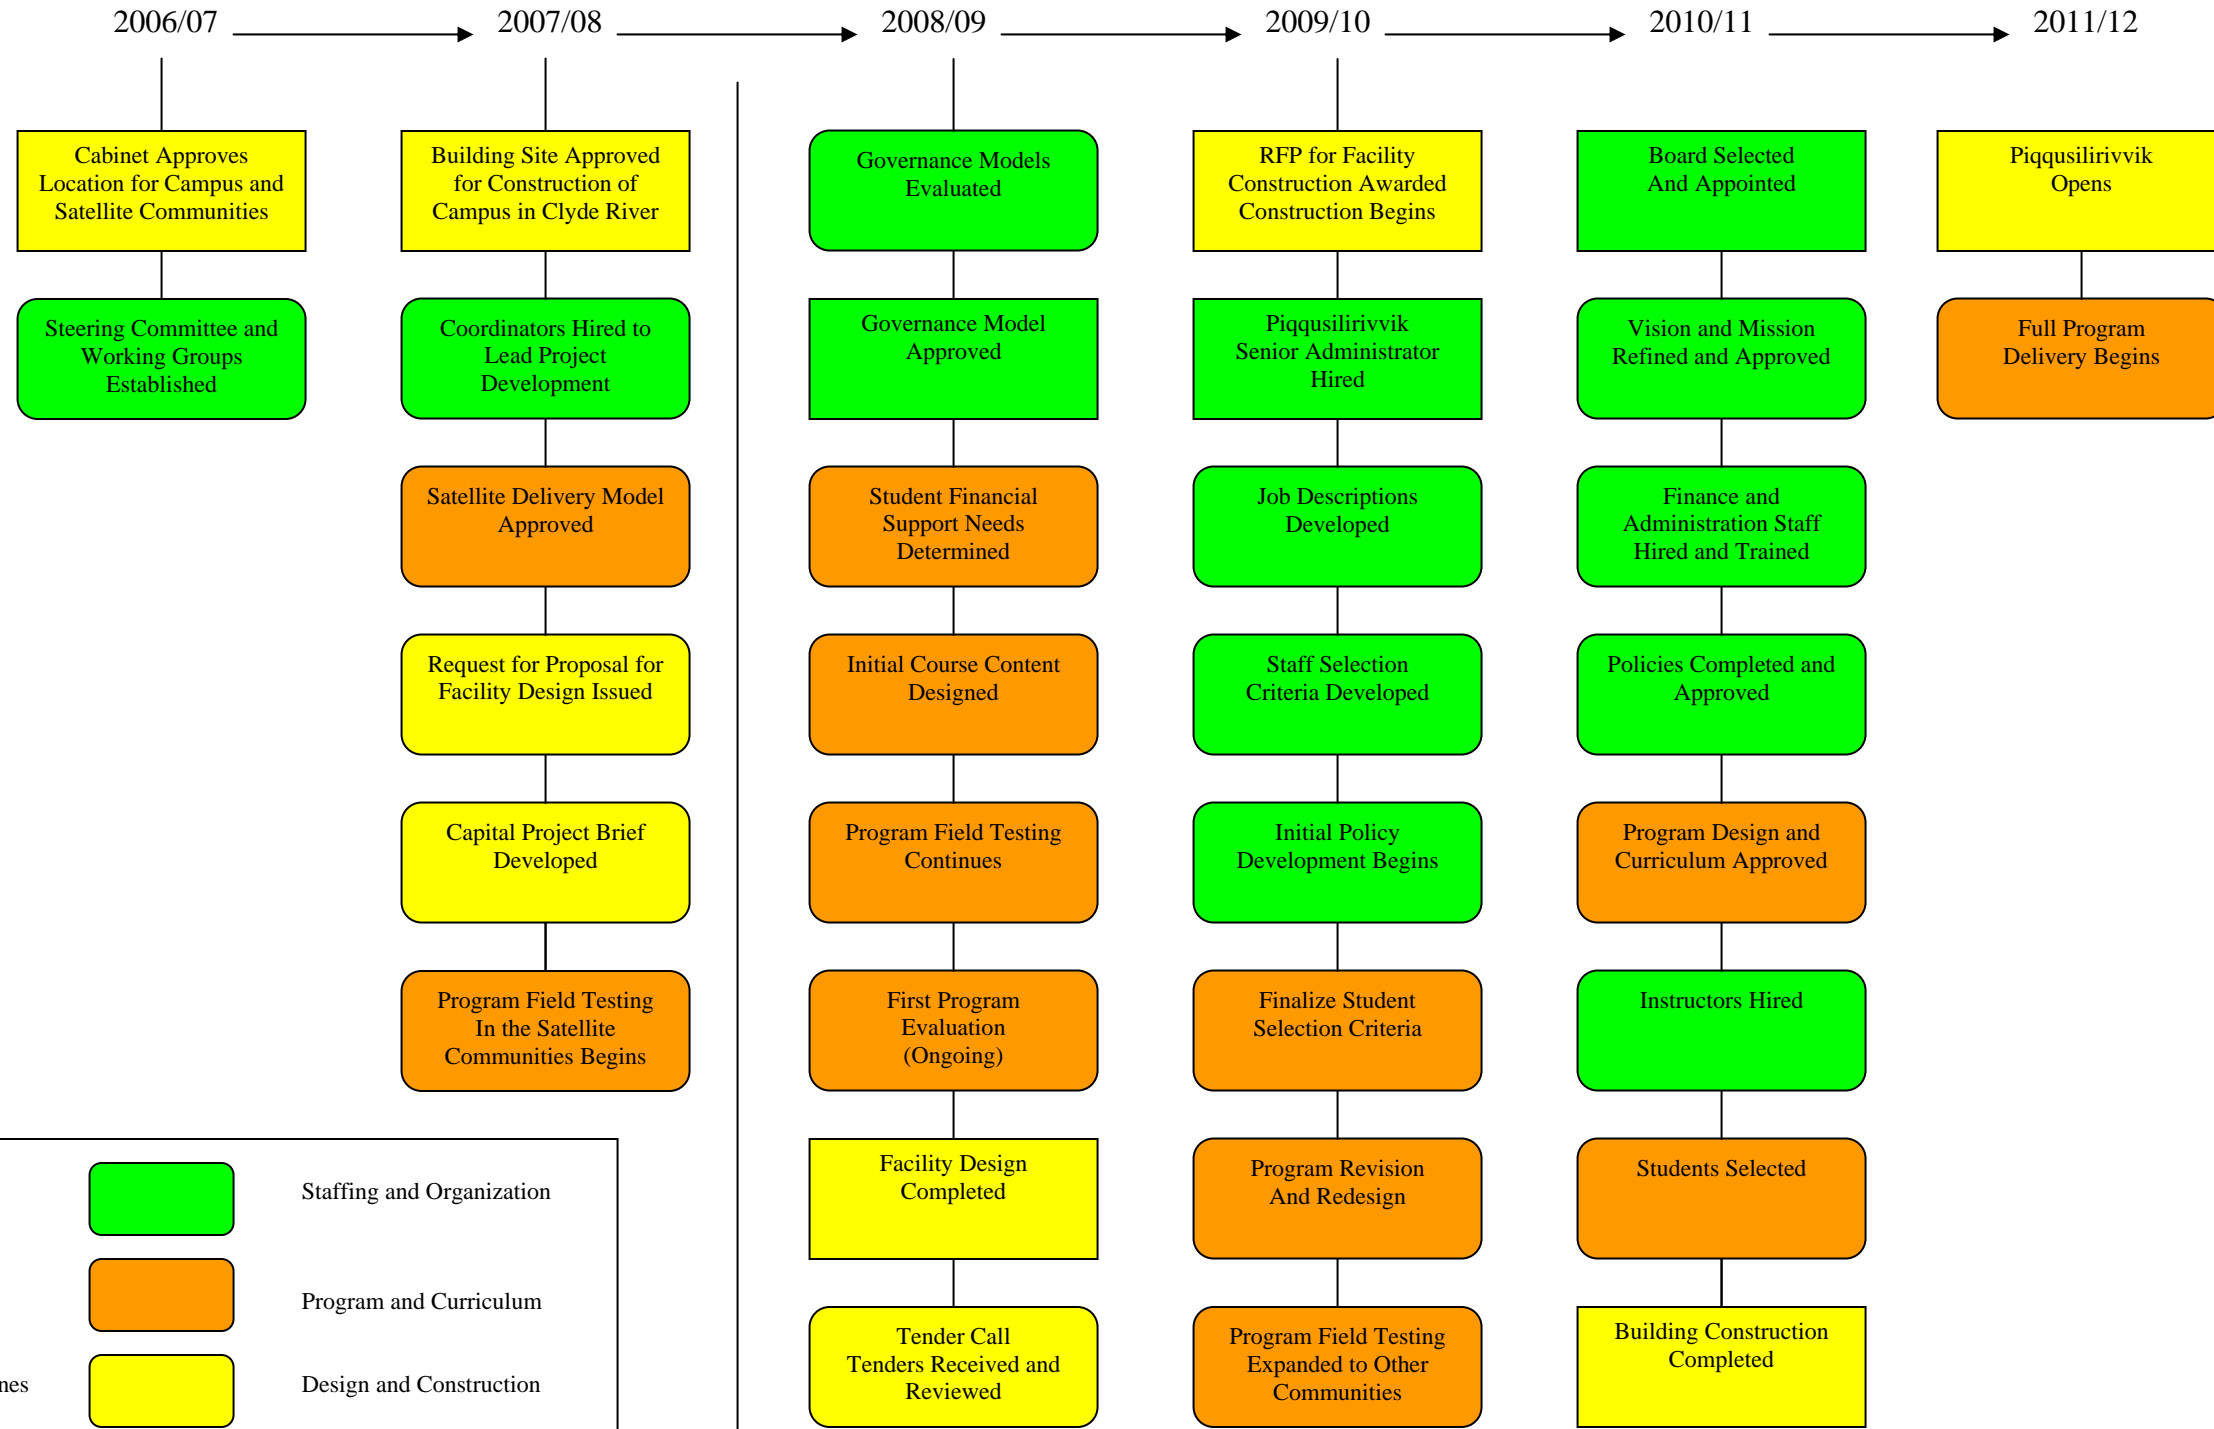 2006/07
2007/08
2008/09
2009/10
2010/11
2011/12
Cabinet Approves
Location for Campus and
Satellite Communities
Steering Committee and
Working Groups
Established
Building Site Approved
for Construction of
Campus in Clyde River
Coordinators Hired to
Lead Project
Development
Satellite Delivery Model
Approved
Request for Proposal for
Facility Design Issued
Capital Project Brief
Developed
Program Field Testing
In the Satellite
Communities Begins
Governance Models
Evaluated
Governance Model
Approved
Student Financial
Support Needs
Determined
Initial Course Content
Designed
Program Field Testing
Continues
First Program
Evaluation
(Ongoing)
Facility Design
Completed
Tender Call
Tenders Received and
Reviewed
RFP for Facility
Construction Awarded
Construction Begins
Piqqusilirivvik
Senior Administrator
Hired
Job Descriptions
Developed
Staff Selection
Criteria Developed
Initial Policy
Development Begins
Finalize Student
Selection Criteria
Program Revision
And Redesign
Program Field Testing
Expanded to Other
Communities
Board Selected
And Appointed
Vision and Mission
Refined and Approved
Finance and
Administration Staff
Hired and Trained
Policies Completed and
Approved
Program Design and
Curriculum Approved
Instructors Hired
Students Selected
Building Construction
Completed
Piqqusilirivvik
Opens
Full Program
Delivery Begins
Staffing and Organization
Program and Curriculum
Design and Construction